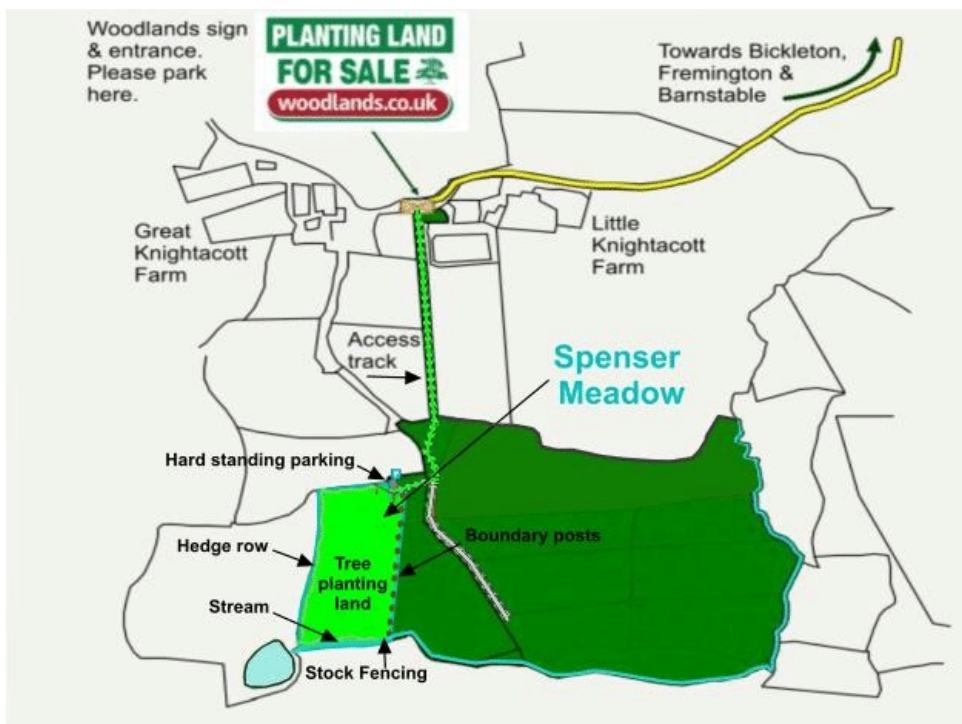 Woodlands sign
& entrance.
Please park
here.
PLANTING LAND
FOR SALE
woodlands.co.uk
Towards Bickleton,
Fremington &
Barnstable
Great
Knightacott
Farm
Little
Knightacott
Farm
Access
track
Spenser
Meadow
Hard standing parking
Hedge row
Boundary posts
Tree
planting
land
Stream
Stock Fencing